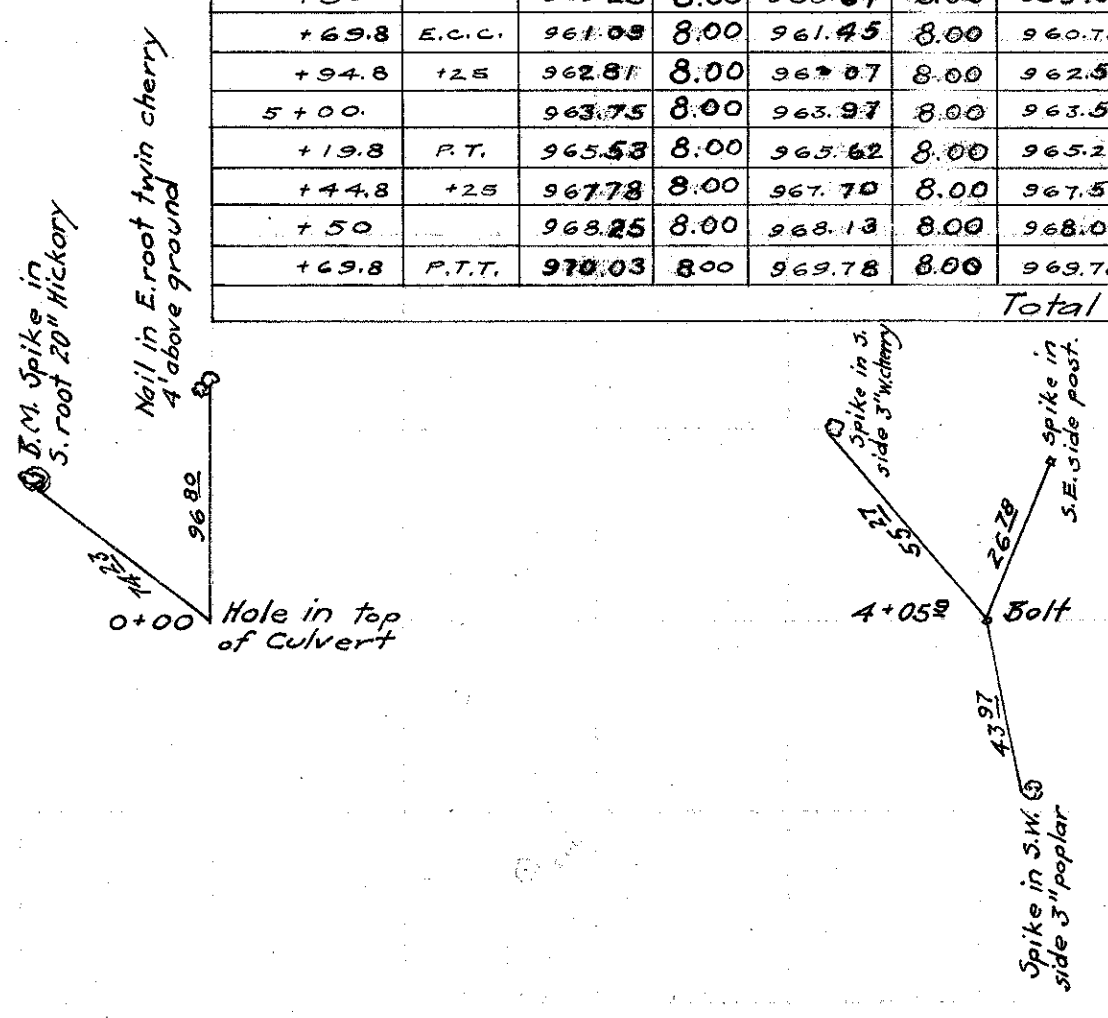 +69.8 E.C.C. 961.09 8.00 961.45 8.00 960.7
+94.8 +25 962.81 8.00 07 8.00 962.5
5+00. 963.75 8.00 963.97 8.00 963.5
+19.8 P.T. 965.53 8.00 965.62 8.00 965.2
+44.8 +25 967.78 8.00 967.70 8.00 967.5
+50 968.25 8.00 968.13 8.00 968.0
+69.8 P.T.T. 970.03 8.00 969.78 8.00 969.7
Total
B.M. Spike in
S. root 20" Hickory
Nail in E. root twin cherry
4' above ground
96 80
23
0+00
Hole in top
of Culvert
Spike in S.
side 3" w.cherry
Spike in
S.E. side post.
55 27
26 78
4+05
Bolt
43 97
Spike in S.W.
side 3" poplar